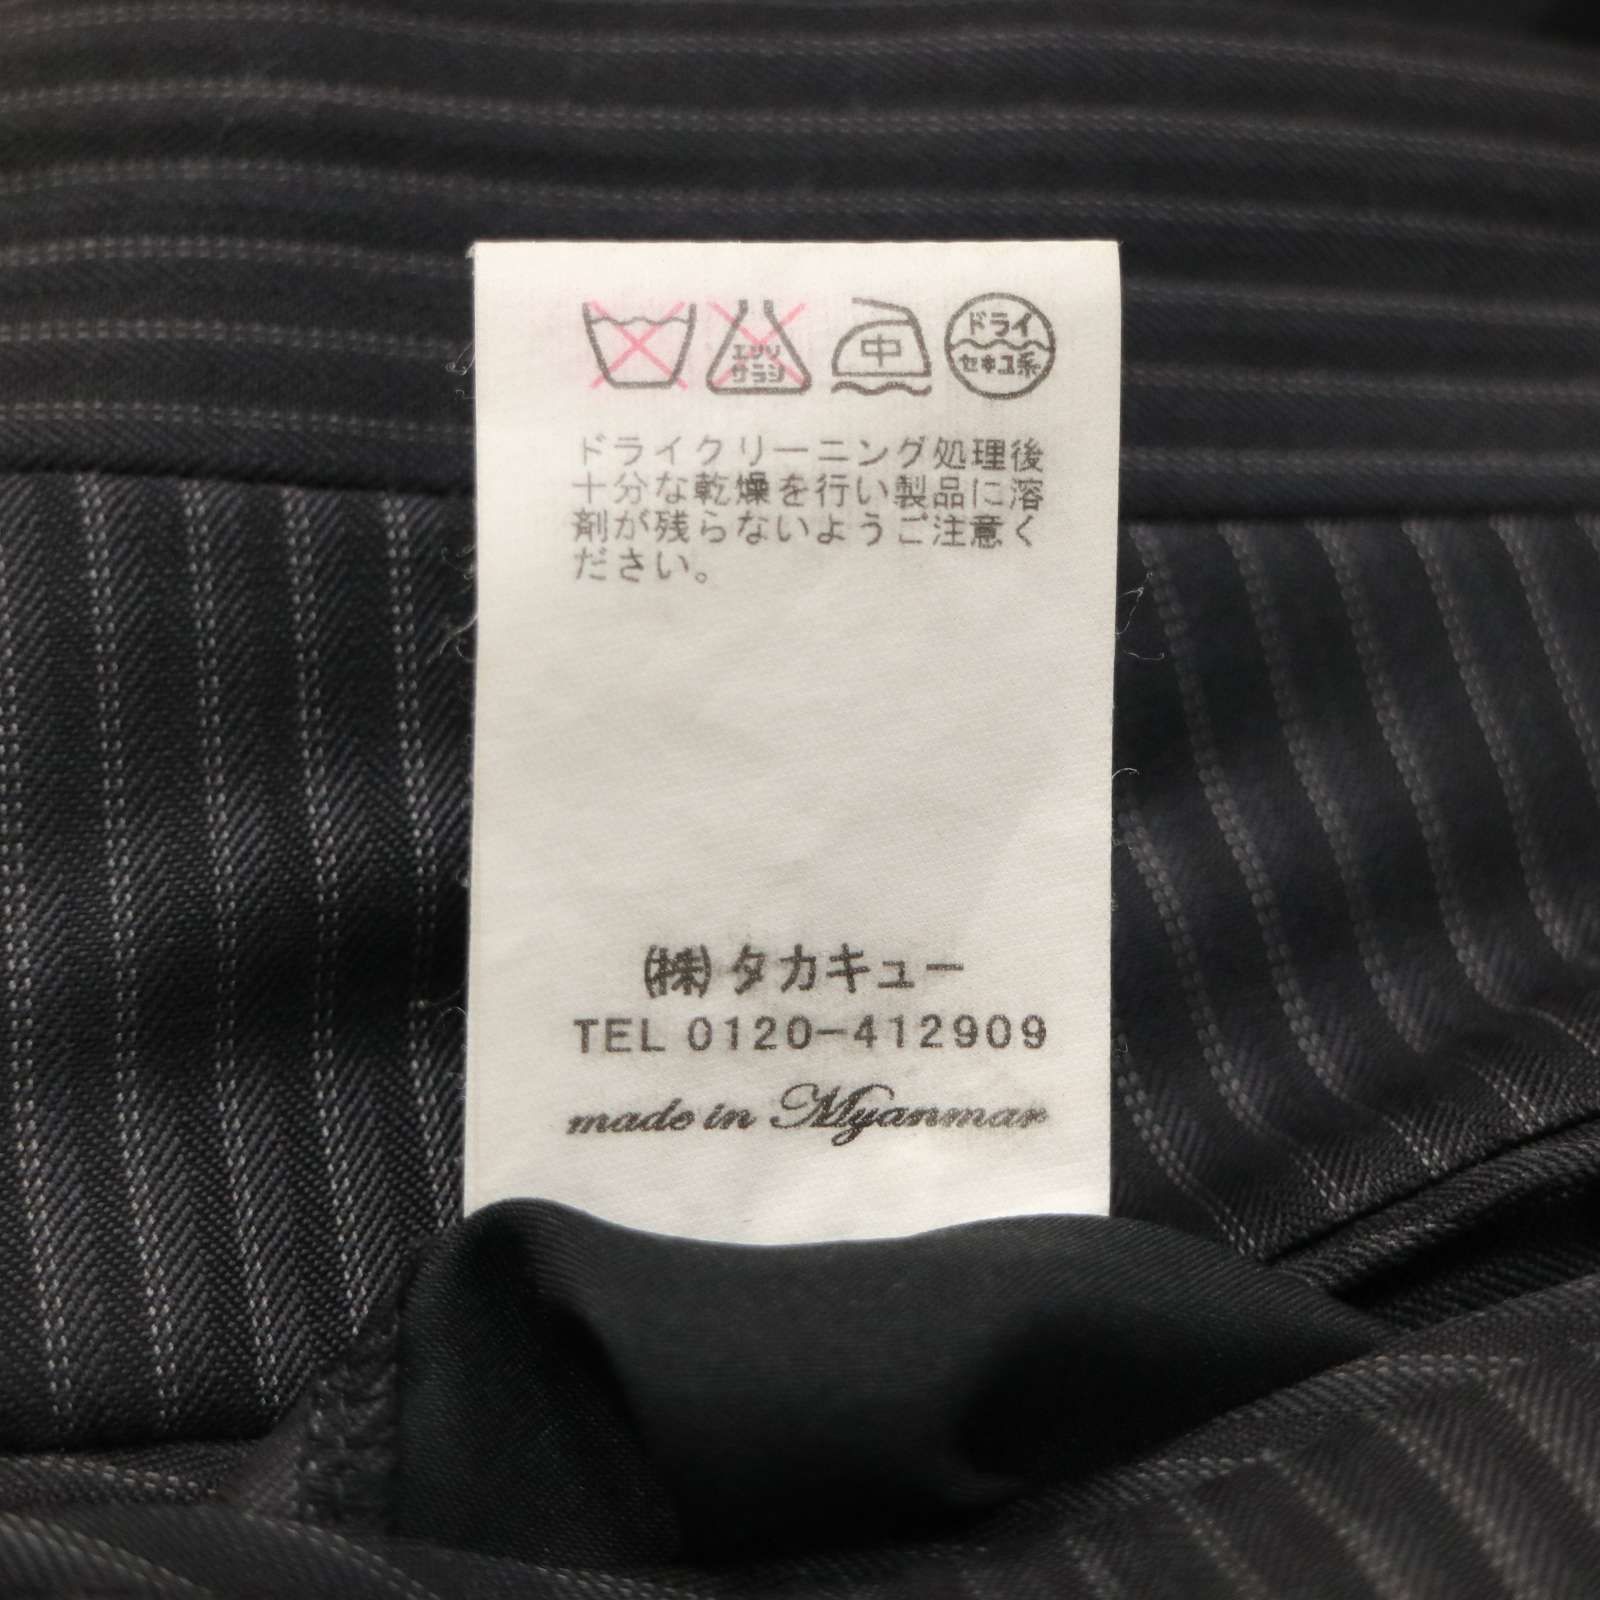 エンソ
サラシ
中
ドライ
セキユ系
ドライクリーニング処理後
十分な乾燥を行い製品に溶
剤が残らないようご注意く
ださい。
(株)タカキュー
TEL 0120-412909
made in Myanmar